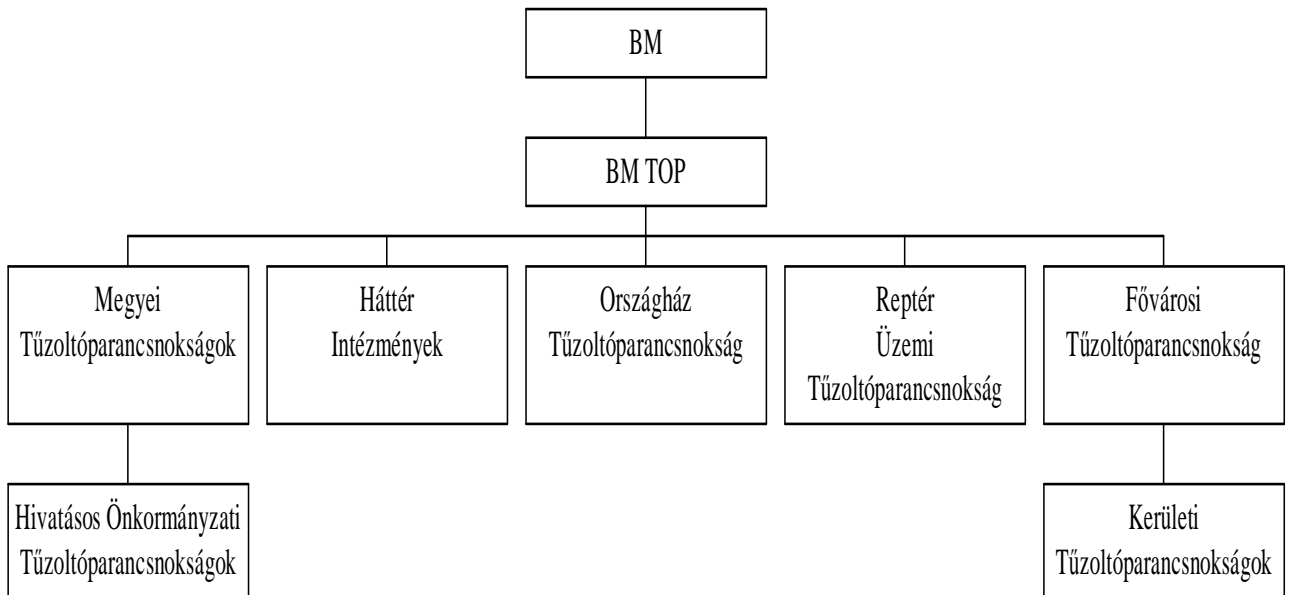 BM
BM TOP
Megyei
Tűzoltóparancsnokságok
Háttér
Intézmények
Országház
Tűzoltóparancsnokság
Reptér
Üzemi
Tűzoltóparancsnokság
Fővárosi
Tűzoltóparancsnokság
Hivatásos Önkormányzati
Tűzoltóparancsnokságok
Kerületi
Tűzoltóparancsnokságok